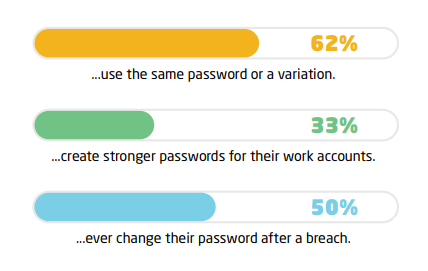 62%
...use the same password or a variation.
33%
...create stronger passwords for their work accounts.
50%
...ever change their password after a breach.